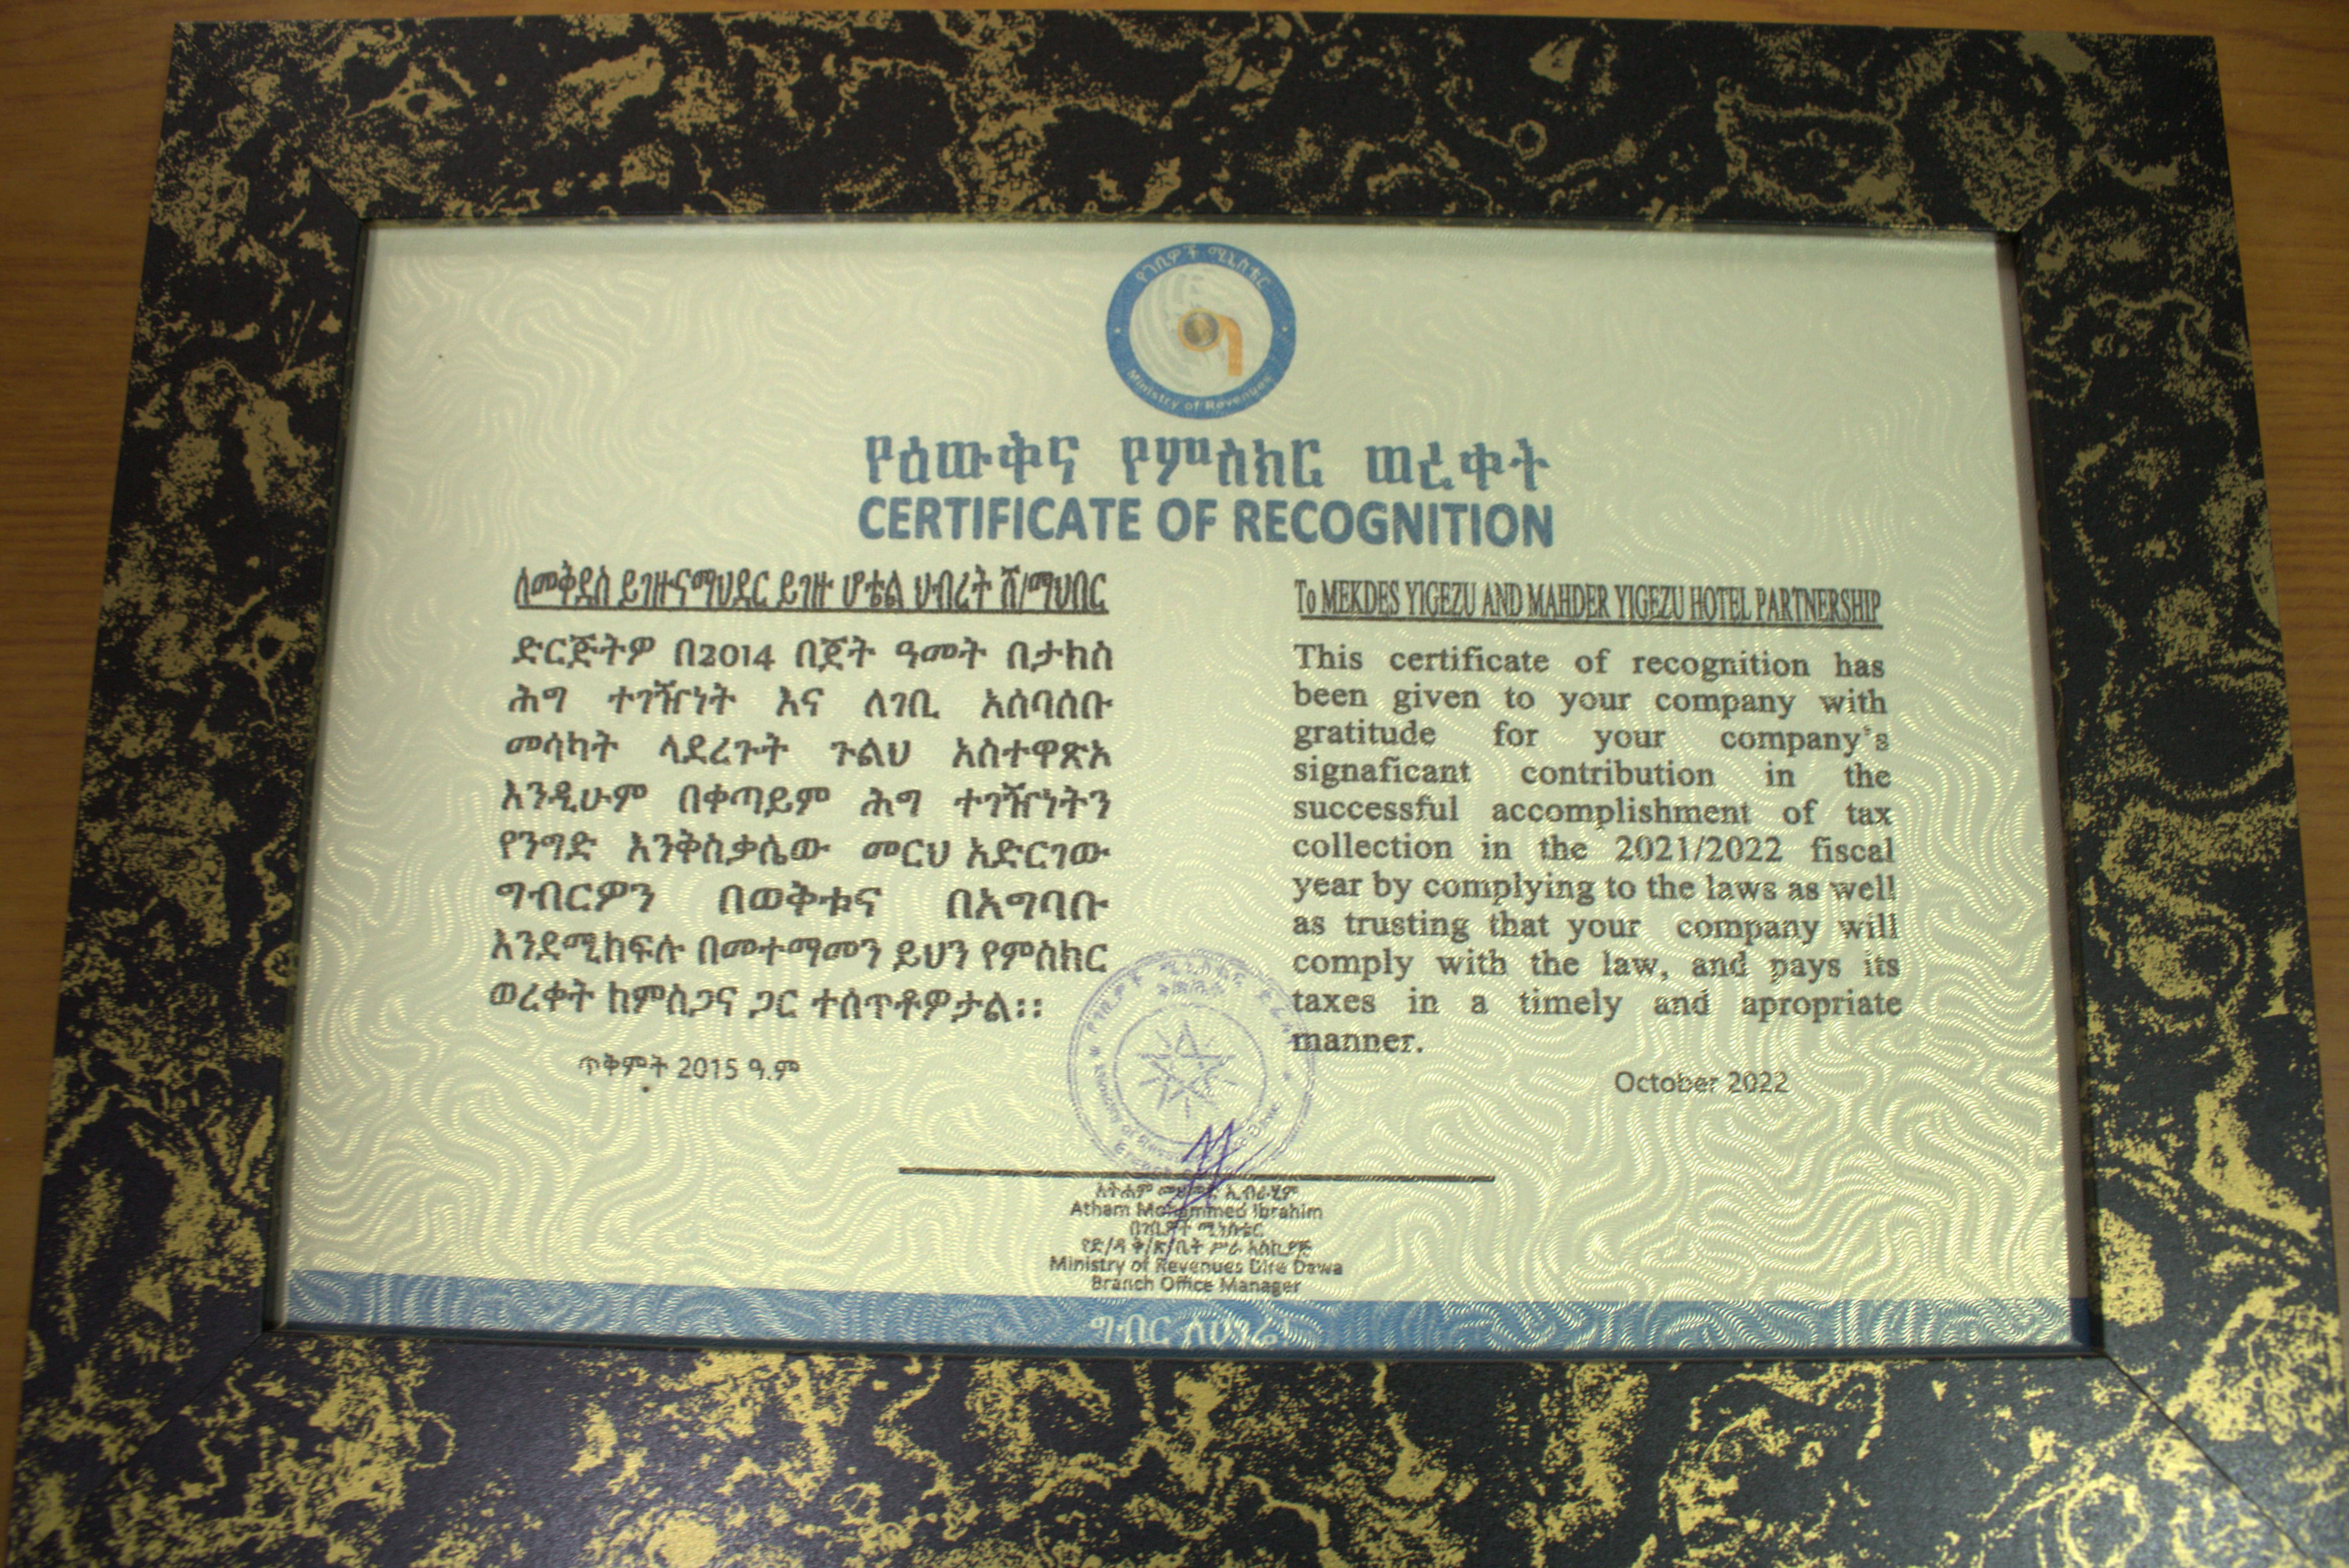 የገቢዎች ሚኒስቴር
Ministry of Revenues
የዕውቅና የምስክር ወረቀት
CERTIFICATE OF RECOGNITION
ለመቅደስ ይገዙናማህደር ይገዙ ሆቴል ህብረት ሽ/ማህበር
ድርጅትዎ በ2014 በጀት ዓመት በታክስ
ሕግ ተገዥነት እና ለገቢ አሰባሰቡ
መሳካት ላደረጉት ጉልህ አስተዋጽኦ
እንዲሁም በቀጣይም ሕግ ተገዥነትን
የንግድ እንቅስቃሴው መርህ አድርገው
ግብርዎን በወቅቱና በአግባቡ
እንደሚከፍሉ በመተማመን ይህን የምስክር
ወረቀት ከምስጋና ጋር ተሰጥቶዎታል፡፡
ጥቅምት 2015 ዓ.ም
To MEKDES YIGEZU AND MAHDER YIGEZU HOTEL PARTNERSHIP
This certificate of recognition has
been given to your company with
gratitude for your company's
signaficant contribution in the
successful accomplishment of tax
collection in the 2021/2022 fiscal
year by complying to the laws as well
as trusting that your company will
comply with the law, and pays its
taxes in a timely and apropriate
manner.
October 2022
አትሐም ኢብራሂም
Atham Mohammed Ibrahim
በገቢዎች ሚኒስቴር
የድ/ዳ ቅ/ጽ/ቤት ሥራ አስኪያጅ
Ministry of Revenues Dire Dawa
Branch Office Manager
ግብር ለሀገሬ!